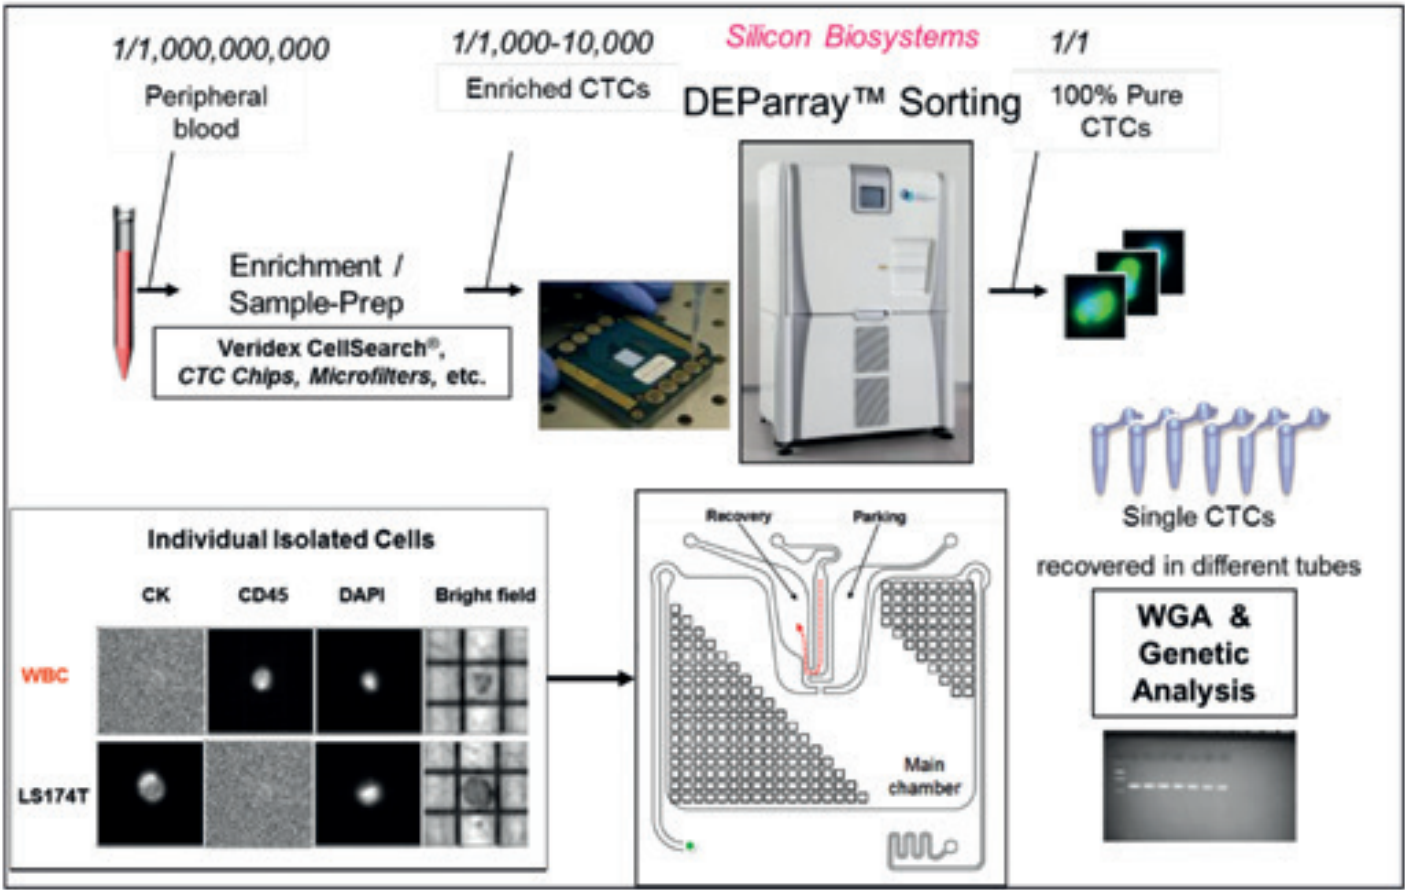 1/1,000,000,000
Peripheral
blood
1/1,000-10,000
Enriched CTCs
Silicon Biosystems
DEParray™ Sorting
1/1
100% Pure
CTCs
Enrichment /
Sample-Prep
Veridex CellSearch®,
CTC Chips, Microfilters, etc.
Single CTCs
recovered in different tubes
WGA &
Genetic
Analysis
Individual Isolated Cells
CK CD45 DAPI Bright field
WBC
LS174T
Recovery Parking
Main
chamber